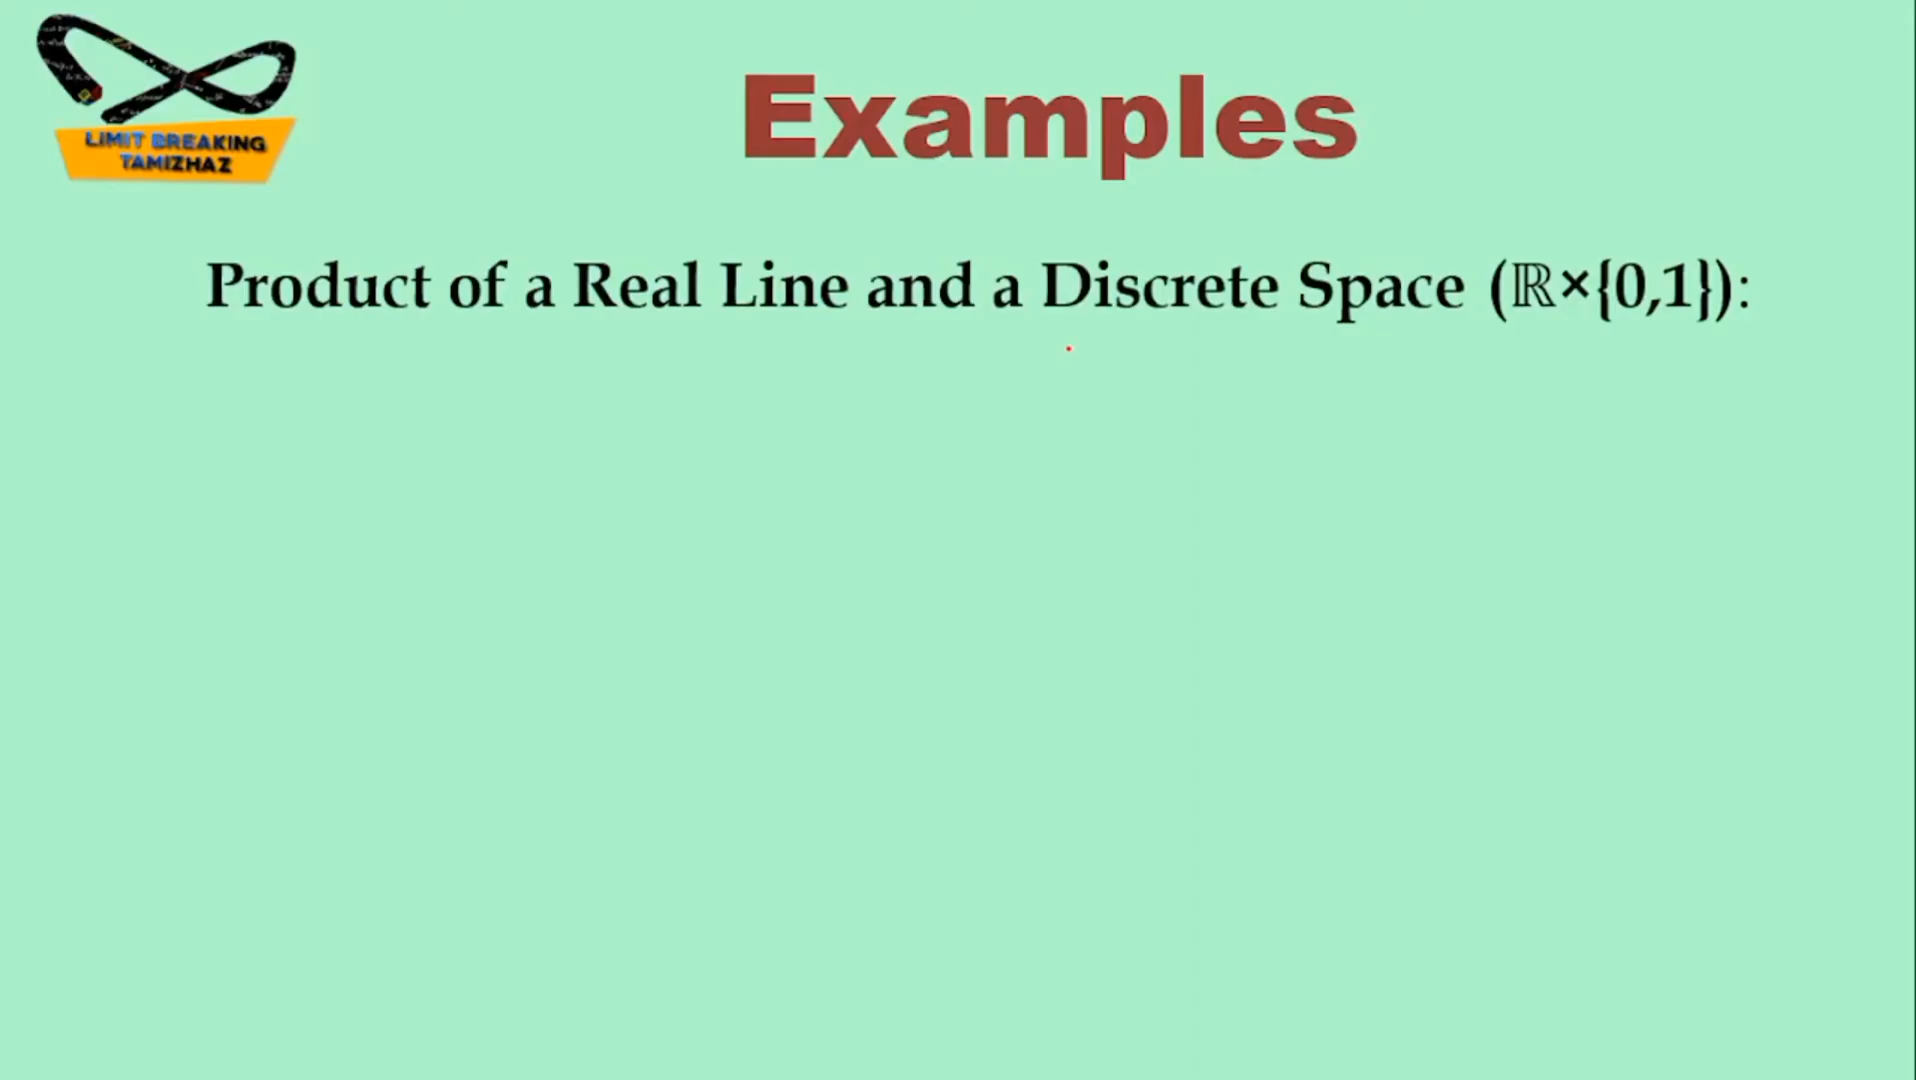 LIMIT BREAKING
TAMIZHAZ
Examples
Product of a Real Line and a Discrete Space (ℝ×{0,1}):